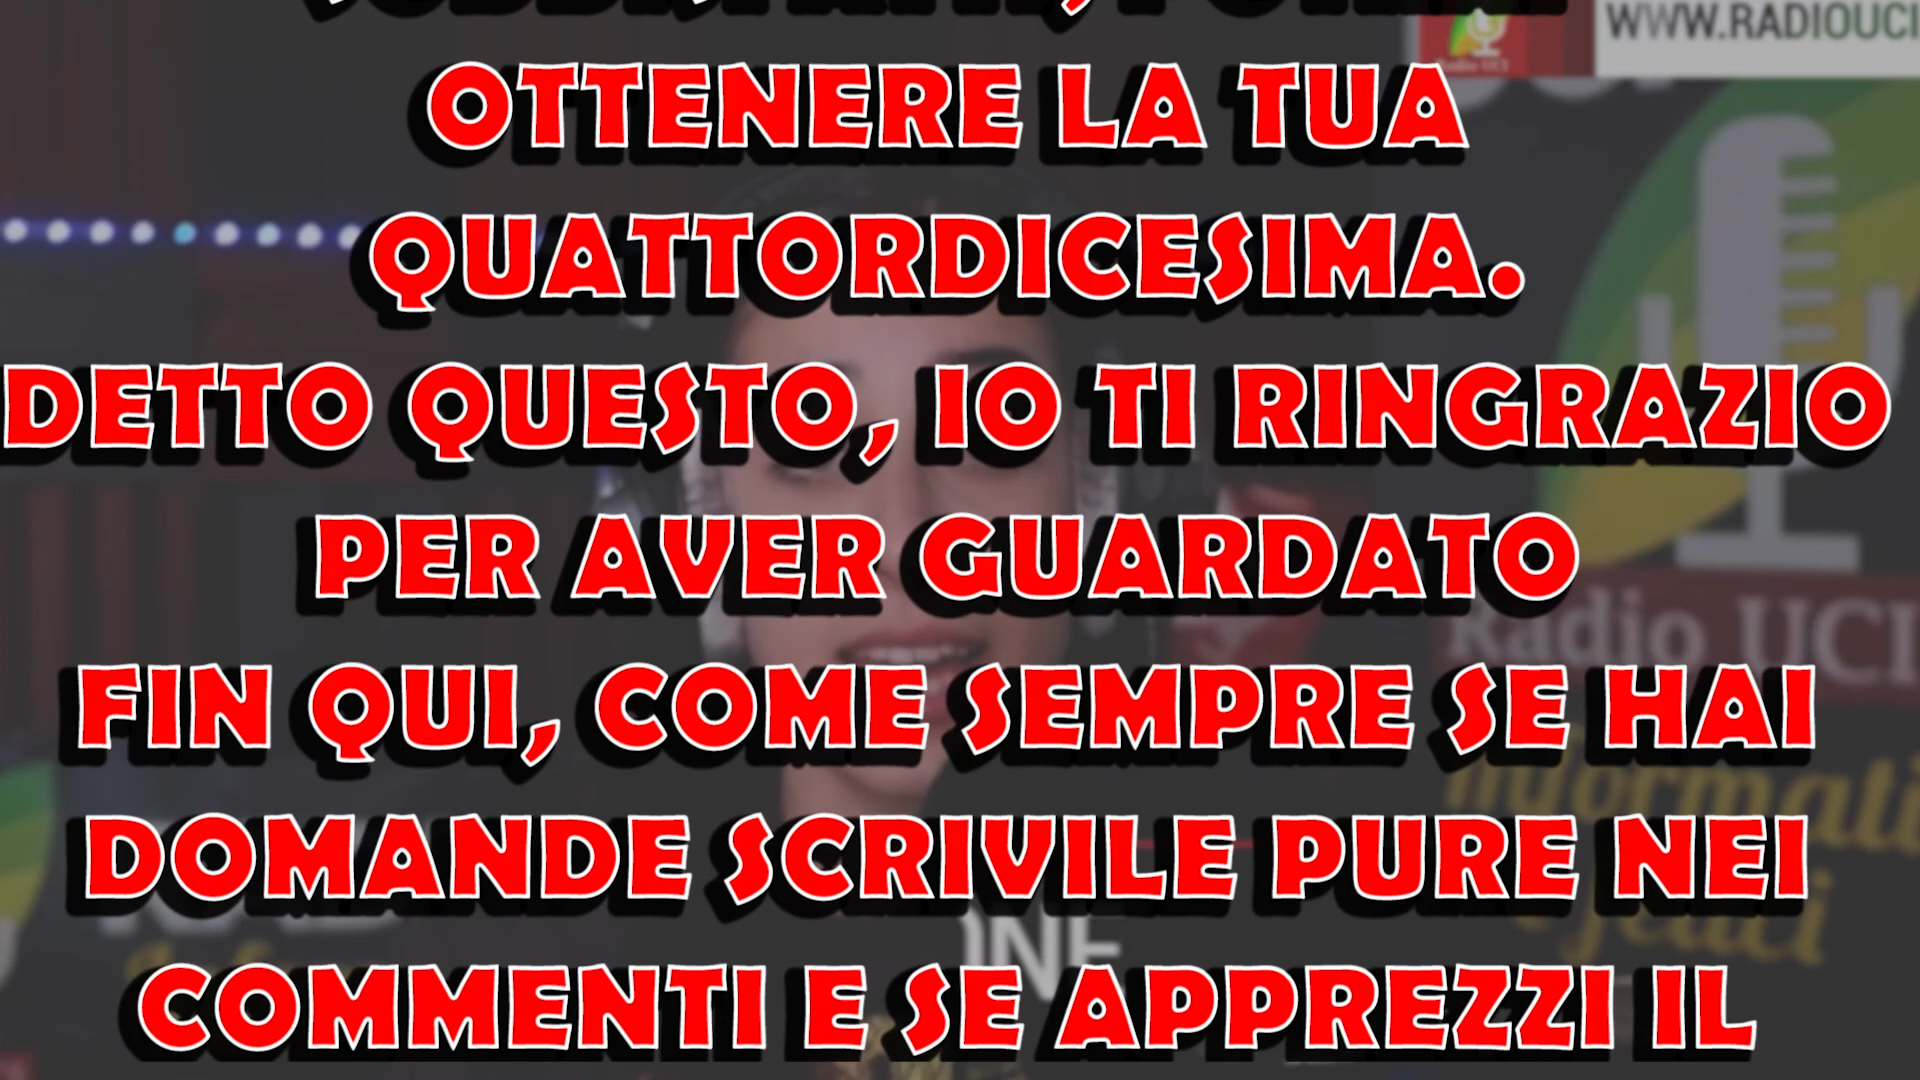 WWW.RADIOUCI
OTTENERE LA TUA
QUATTORDICESIMA.
DETTO QUESTO, IO TI RINGRAZIO
PER AVER GUARDATO
Radio UCI
FIN QUI, COME SEMPRE SE HAI
DOMANDE SCRIVILE PURE NEI
COMMENTI E SE APPREZZI IL